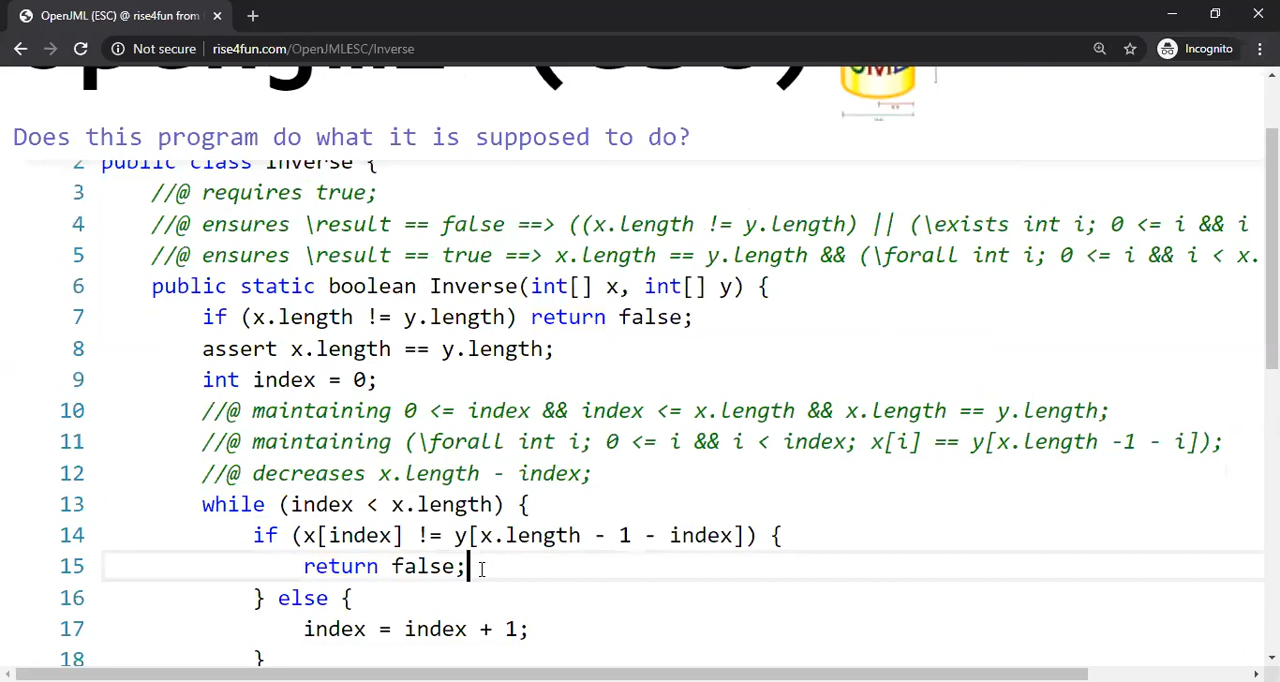 OpenJML (ESC) @ rise4fun from
Not secure rise4fun.com/OpenJMLESC/Inverse Incognito
Does this program do what it is supposed to do?
2 public class Inverse {
3 //@ requires true;
4 //@ ensures \result == false ==> ((x.length != y.length) || (\exists int i; 0 <= i && i
5 //@ ensures \result == true ==> x.length == y.length && (\forall int i; 0 <= i && i < x.
6 public static boolean Inverse(int[] x, int[] y) {
7 if (x.length != y.length) return false;
8 assert x.length == y.length;
9 int index = 0;
10 //@ maintaining 0 <= index && index <= x.length && x.length == y.length;
11 //@ maintaining (\forall int i; 0 <= i && i < index; x[i] == y[x.length -1 - i]);
12 //@ decreases x.length - index;
13 while (index < x.length) {
14 if (x[index] != y[x.length - 1 - index]) {
15 return false;
16 } else {
17 index = index + 1;
18 }